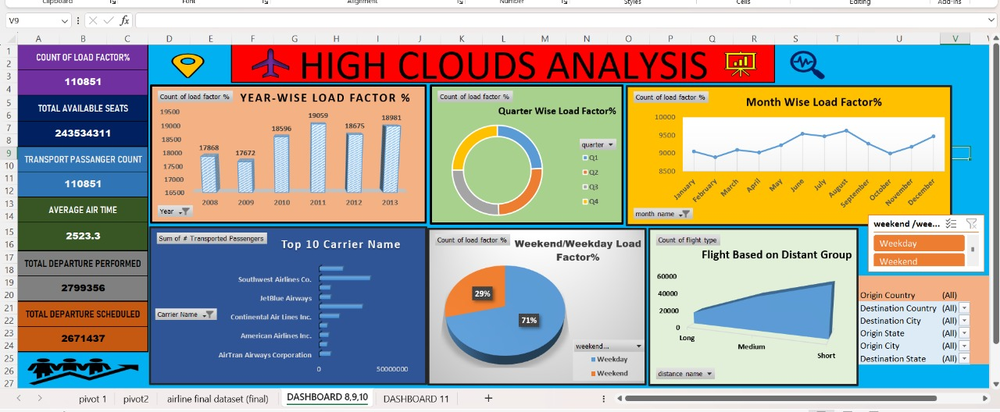 Clipboard
Font
Alignment
Number
Styles
Cells
Editing
Add-ins
V9
fx
A B C D E F G H I J K L M N O P Q R S T U V
1
2
3
4
5
6
7
8
9
10
11
12
13
14
15
16
17
18
19
20
21
22
23
24
25
26
27
COUNT OF LOAD FACTOR%
110851
TOTAL AVAILABLE SEATS
243534311
TRANSPORT PASSANGER COUNT
110851
AVERAGE AIR TIME
2523.3
TOTAL DEPARTURE PERFORMED
2799356
TOTAL DEPARTURE SCHEDULED
2671437
HIGH CLOUDS ANALYSIS
Count of load factor %
YEAR-WISE LOAD FACTOR %
19500
19000
18500
18000
17500
17000
16500
17868
17672
18596
19059
18675
18981
2008 2009 2010 2011 2012 2013
Year
Count of load factor %
Quarter Wise Load Factor%
quarter
Q1
Q2
Q3
Q4
Count of load factor %
Month Wise Load Factor%
10000
9500
9000
8500
January February March April May June July August September October November December
month name
Sum of # Transported Passengers
Top 10 Carrier Name
Southwest Airlines Co.
JetBlue Airways
Continental Air Lines Inc.
American Airlines Inc.
AirTran Airways Corporation
0 50000000
Carrier Name
Count of load factor %
Weekend/Weekday Load
Factor%
29%
71%
weekend...
Weekday
Weekend
Count of flight type
Flight Based on Distant Group
60000
40000
20000
0
Long
Medium
Short
distance name
weekend /wee...
Weekday
Weekend
Origin Country (All)
Destination Country (All)
Destination City (All)
Origin State (All)
Origin City (All)
Destination State (All)
pivot 1
pivot2
airline final dataset (final)
DASHBOARD 8,9,10
DASHBOARD 11